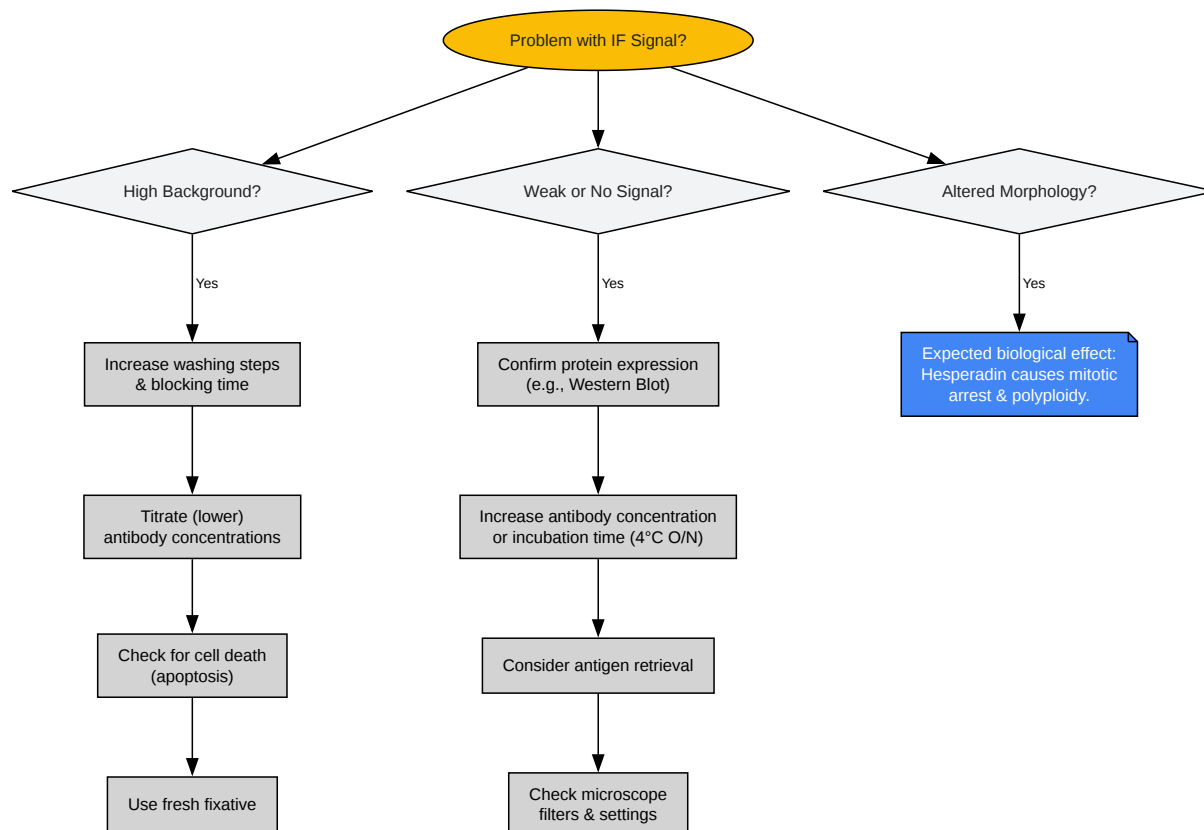 Problem with IF Signal?
High Background?
Weak or No Signal?
Altered Morphology?
Yes
Yes
Yes
Increase washing steps
& blocking time
Confirm protein expression
(e.g., Western Blot)
Expected biological effect:
Hesperadin causes mitotic
arrest & polyploidy.
Titrate (lower)
antibody concentrations
Increase antibody concentration
or incubation time (4°C O/N)
Check for cell death
(apoptosis)
Consider antigen retrieval
Use fresh fixative
Check microscope
filters & settings